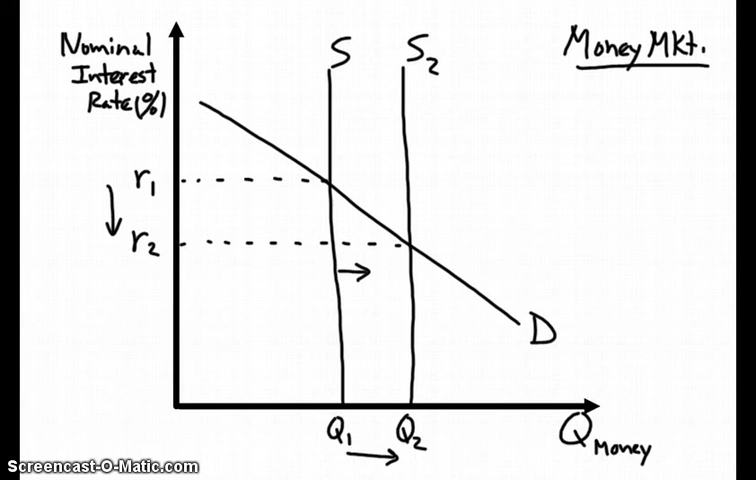 Nominal
Interest
Rate (%)
S
S2
Money Mkt.
r1
r2
D
Q1
Q2
Q Money
Screencast-O-Matic.com